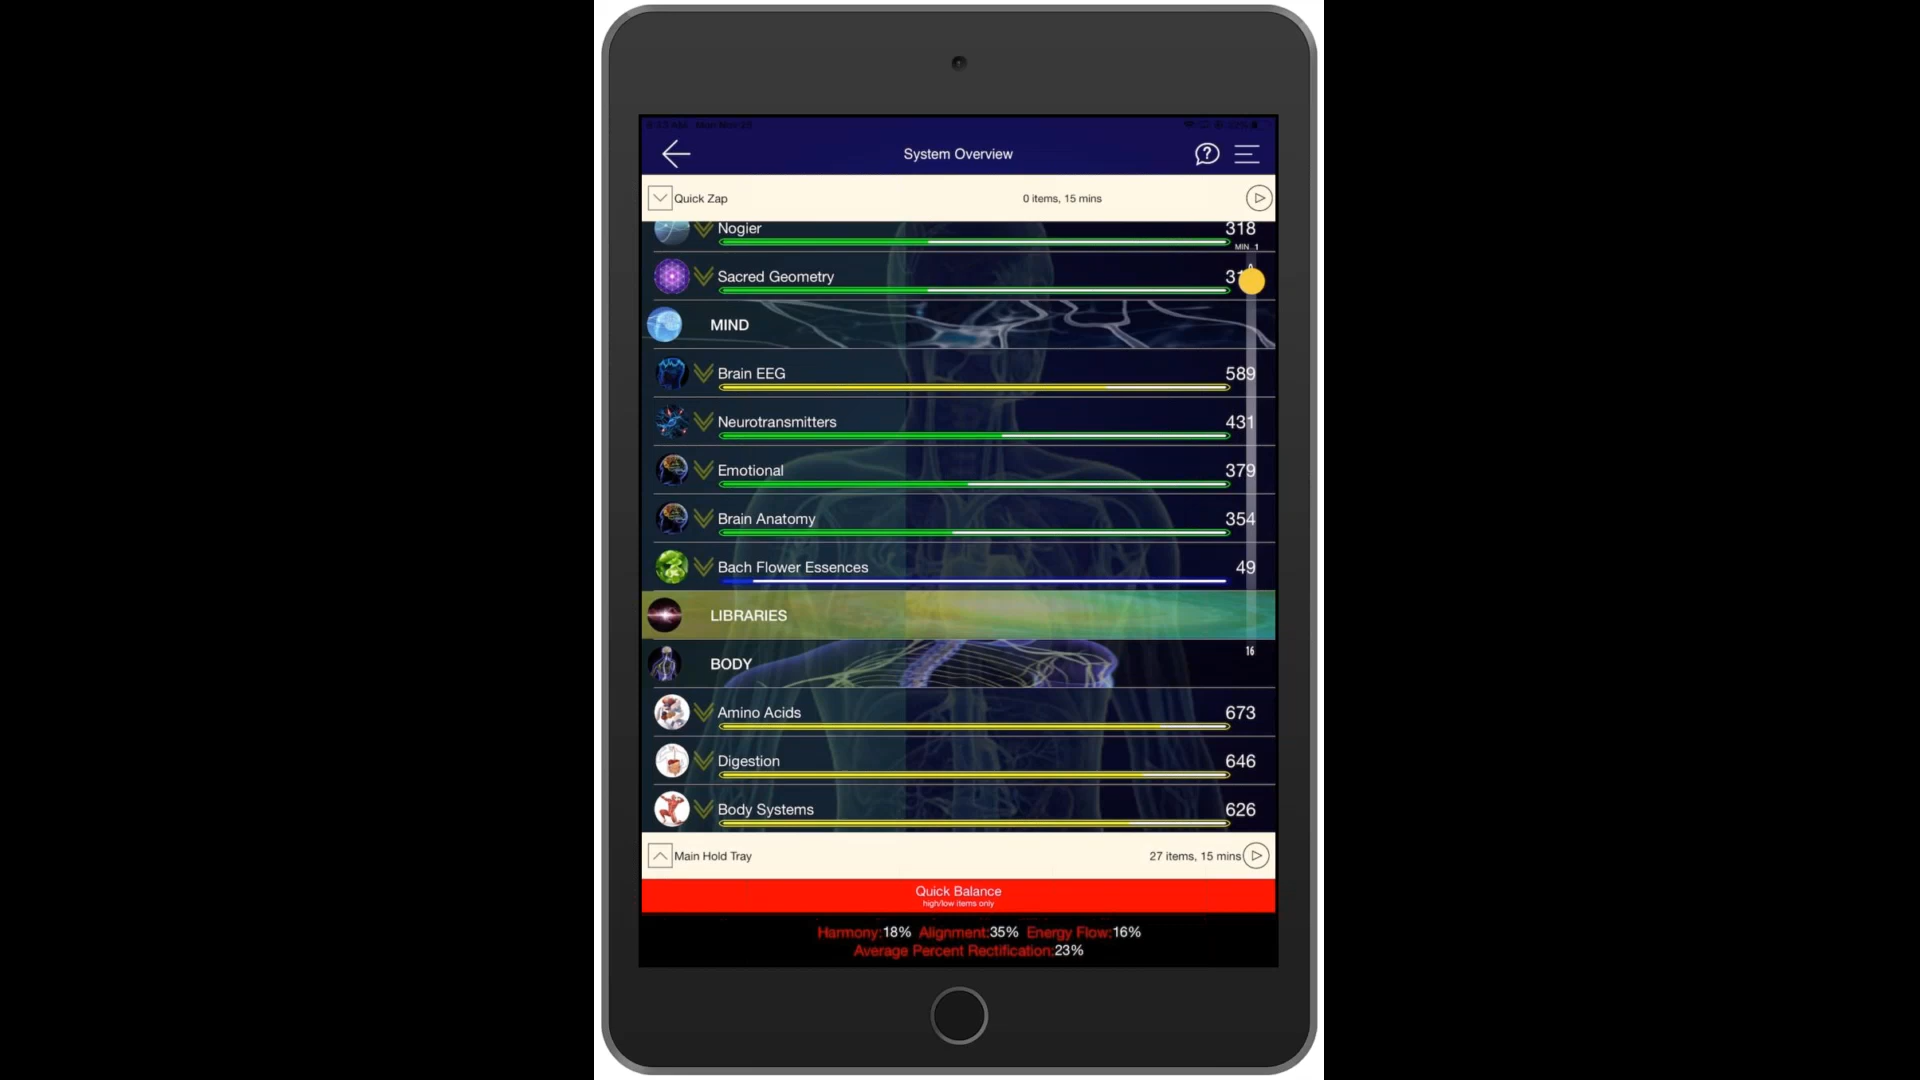 System Overview
Quick Zap 0 items, 15 mins
Nogier 318
MIN 1
Sacred Geometry
MIND
Brain EEG 589
Neurotransmitters 431
Emotional 379
Brain Anatomy 354
Bach Flower Essences 49
LIBRARIES
BODY
16
Amino Acids 673
Digestion 646
Body Systems 626
Main Hold Tray 27 items, 15 mins
Quick Balance
high/low items only
Harmony:18% Alignment:35% Energy Flow:16%
Average Percent Rectification:23%